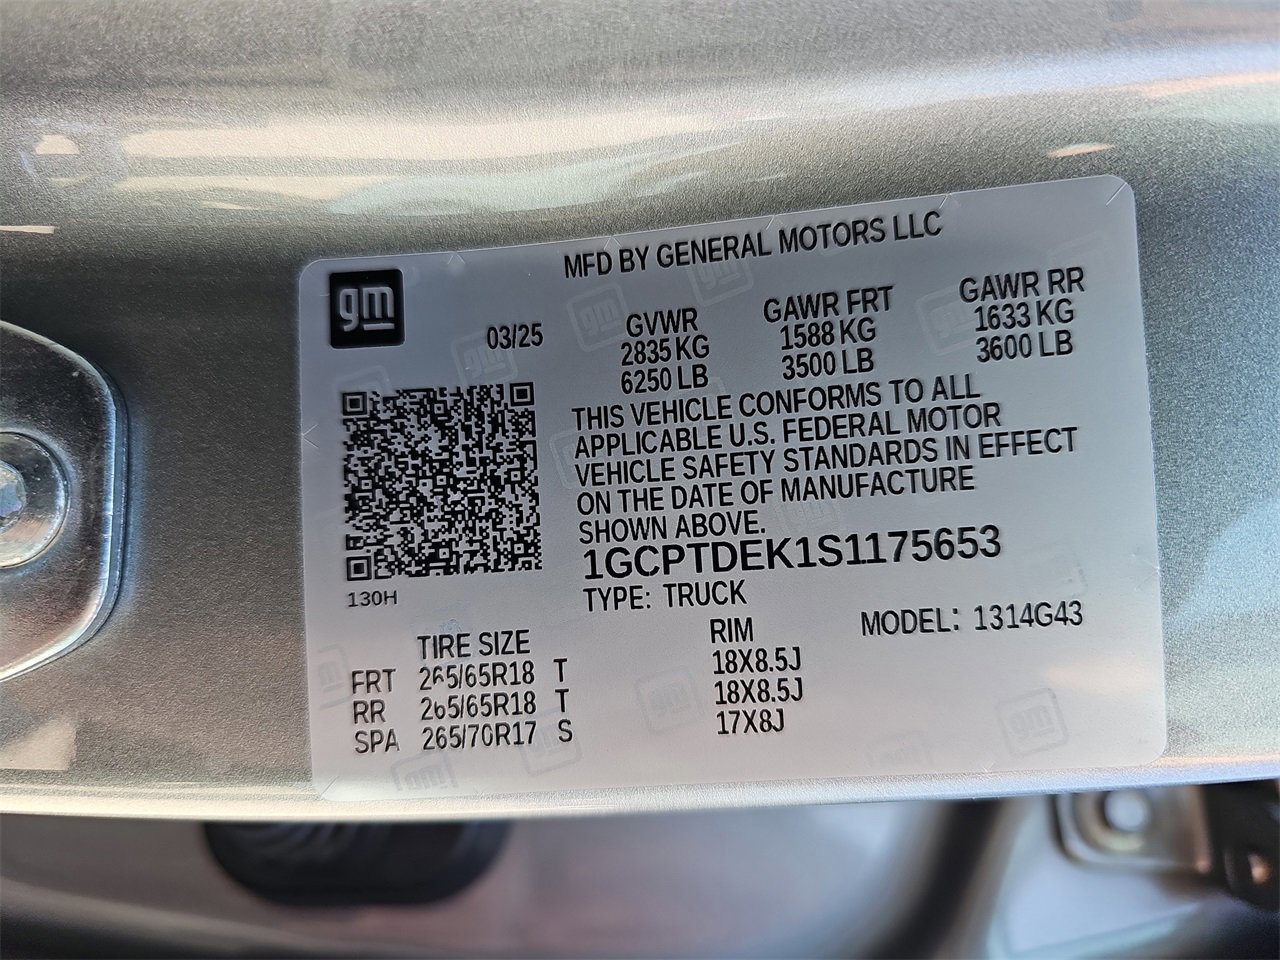 gm
MFD BY GENERAL MOTORS LLC
03/25
GVWR GAWR FRT GAWR RR
2835 KG 1588 KG 1633 KG
6250 LB 3500 LB 3600 LB
THIS VEHICLE CONFORMS TO ALL
APPLICABLE U.S. FEDERAL MOTOR
VEHICLE SAFETY STANDARDS IN EFFECT
ON THE DATE OF MANUFACTURE
SHOWN ABOVE.
1GCPTDEK1S1175653
130H
TYPE: TRUCK
MODEL: 1314G43
TIRE SIZE RIM
FRT 265/65R18 T 18X8.5J
RR 265/65R18 T 18X8.5J
SPA 265/70R17 S 17X8J